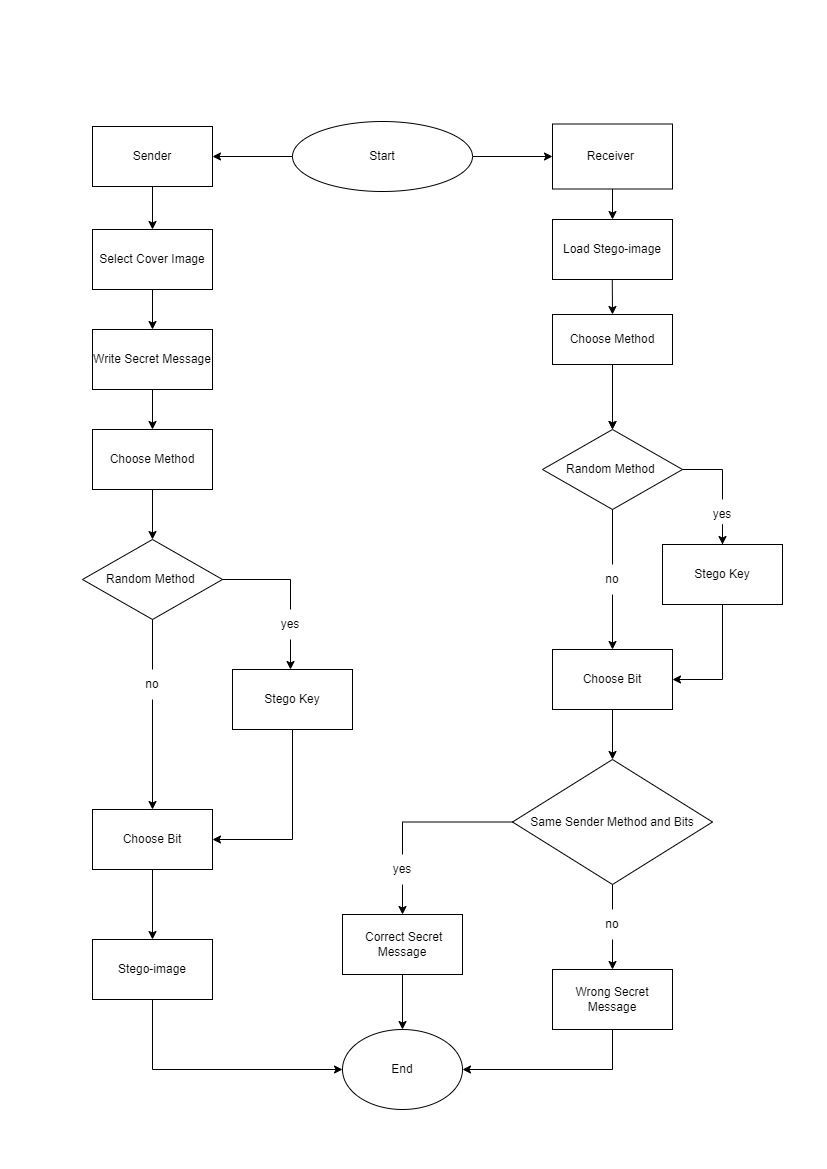 Sender
Start
Receiver
Select Cover Image
Load Stego-image
Write Secret Message
Choose Method
Choose Method
Random Method
yes
Stego Key
no
Random Method
yes
Stego Key
no
Choose Bit
Choose Bit
Same Sender Method and Bits
yes
no
Stego-image
Correct Secret
Message
Wrong Secret
Message
End